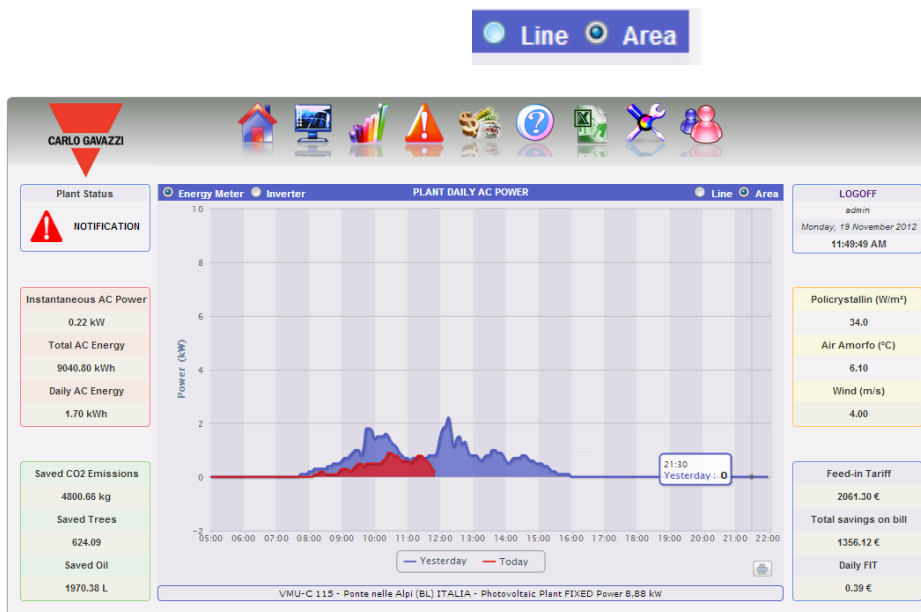 Line Area
CARLO GAVAZZI
Plant Status
NOTIFICATION
Energy Meter Inverter PLANT DAILY AC POWER Line Area
LOGOFF
admin
Monday, 19 November 2012
11:49:49 AM
Instantaneous AC Power
0.22 kW
Total AC Energy
9040.80 kWh
Daily AC Energy
1.70 kWh
Saved CO2 Emissions
4800.66 kg
Saved Trees
624.09
Saved Oil
1970.38 L
Power (kW)
10
8
6
4
2
0
-2
05:00 06:00 07:00 08:00 09:00 10:00 11:00 12:00 13:00 14:00 15:00 16:00 17:00 18:00 19:00 20:00 21:00 22:00
21:30
Yesterday : 0
Yesterday Today
VMU-C 115 - Ponte nelle Alpi (BL) ITALIA - Photovoltaic Plant FIXED Power 8,88 kW
Policrystallin (W/m²)
34.0
Air Amorfo (°C)
6.10
Wind (m/s)
4.00
Feed-in Tariff
2061.30 €
Total savings on bill
1356.12 €
Daily FIT
0.39 €